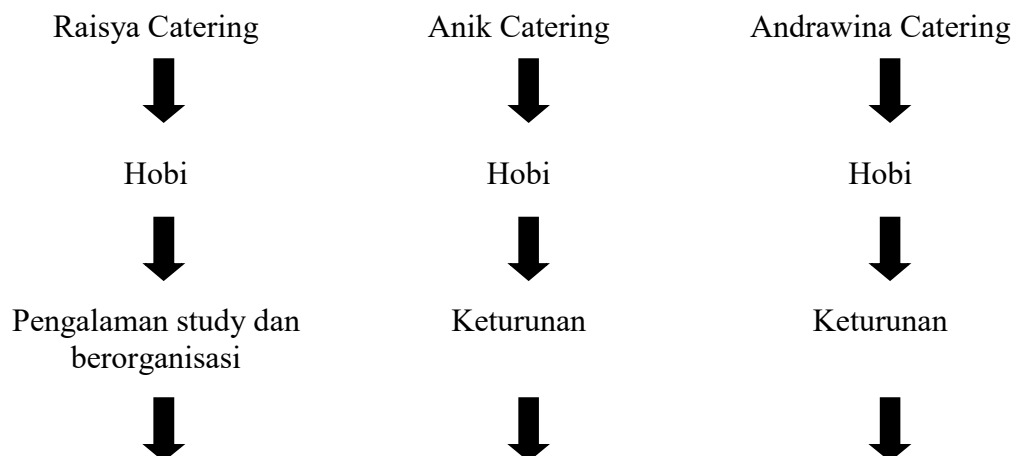 Raisya Catering
Anik Catering
Andrawina Catering
Hobi
Hobi
Hobi
Pengalaman study dan
berorganisasi
Keturunan
Keturunan